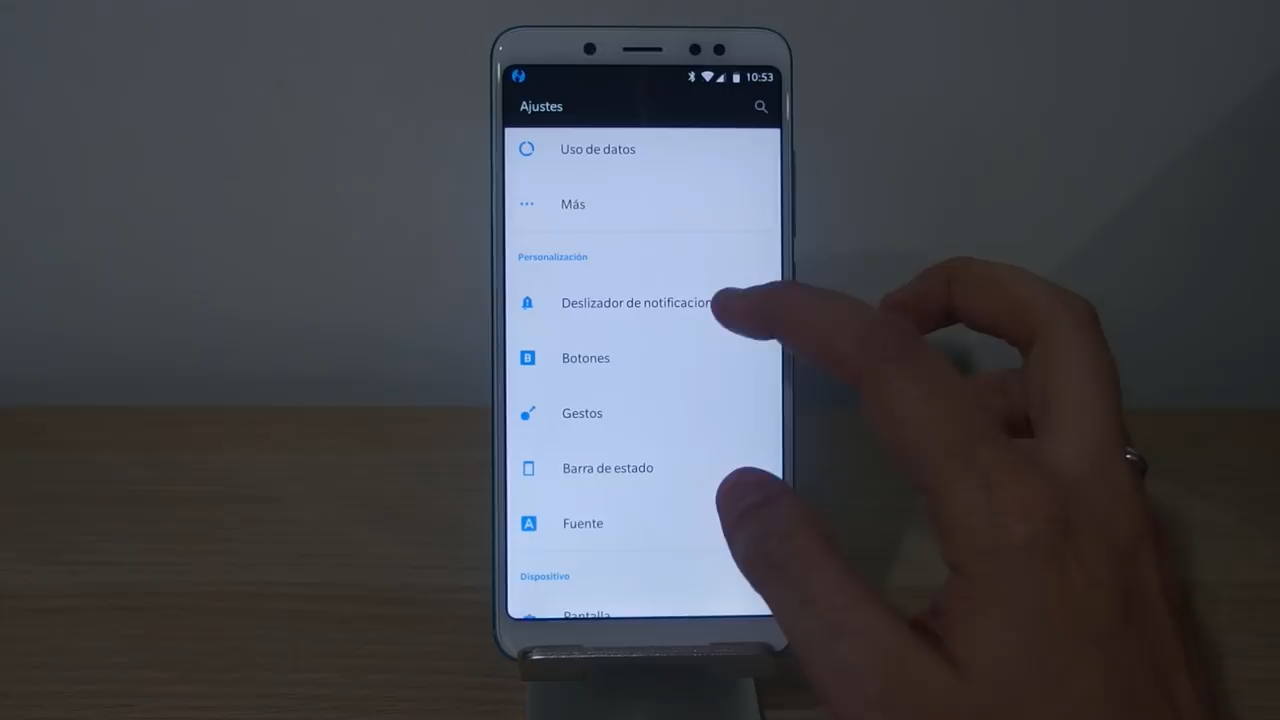 10:53
Ajustes
Uso de datos
Más
Personalización
Deslizador de notificacion
B Botones
Gestos
Barra de estado
A Fuente
Dispositivo
Pantalla